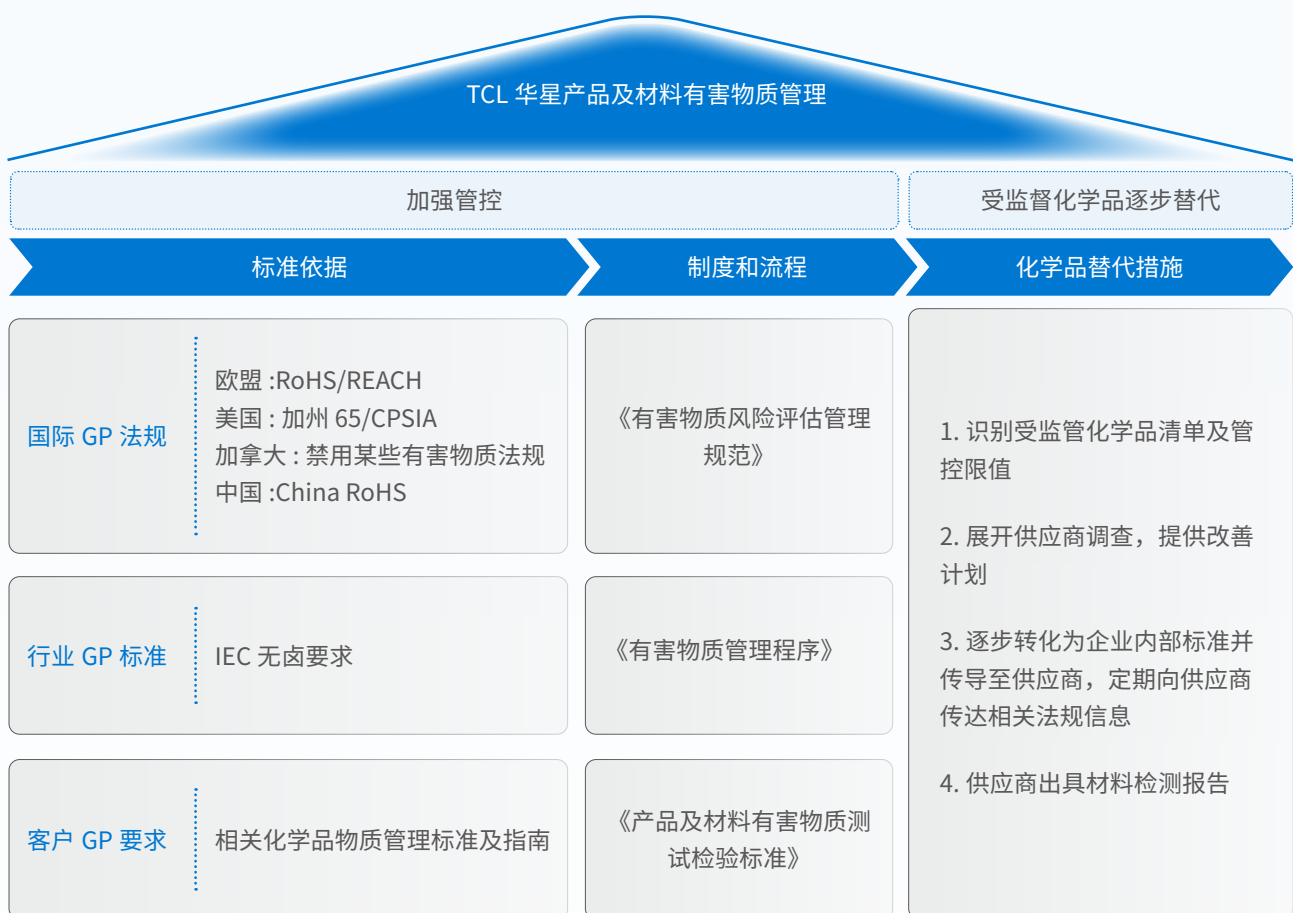 TCL 华星产品及材料有害物质管理
加强管控
受监督化学品逐步替代
标准依据
制度和流程
化学品替代措施
国际 GP 法规
欧盟 :RoHS/REACH
美国 : 加州 65/CPSIA
加拿大 : 禁用某些有害物质法规
中国 :China RoHS
《有害物质风险评估管理
规范》
行业 GP 标准
IEC 无卤要求
《有害物质管理程序》
客户 GP 要求
相关化学品物质管理标准及指南
《产品及材料有害物质测
试检验标准》
1. 识别受监管化学品清单及管
控限值
2. 展开供应商调查，提供改善
计划
3. 逐步转化为企业内部标准并
传导至供应商，定期向供应商
传达相关法规信息
4. 供应商出具材料检测报告